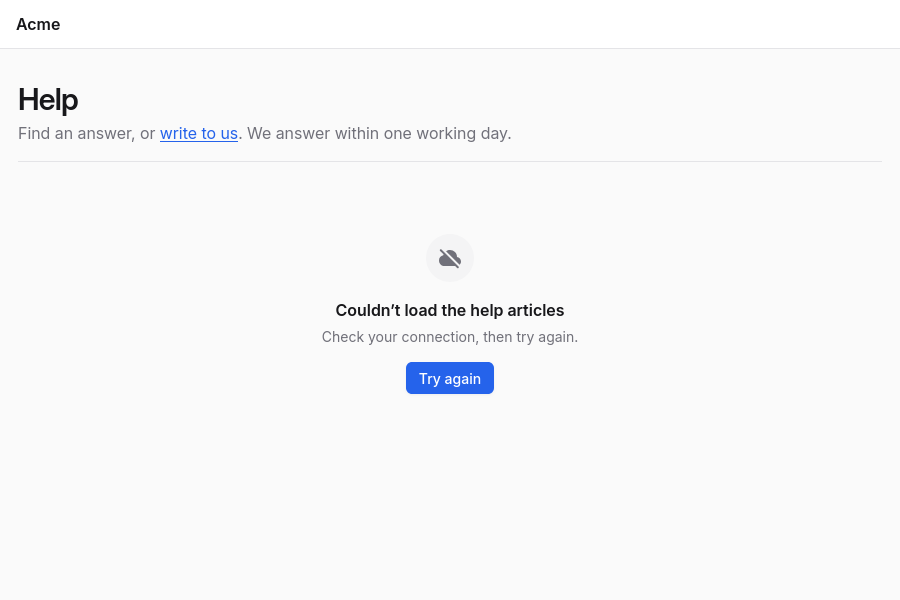 Acme
Help
Find an answer, or write to us. We answer within one working day.
Couldn’t load the help articles
Check your connection, then try again.
Try again